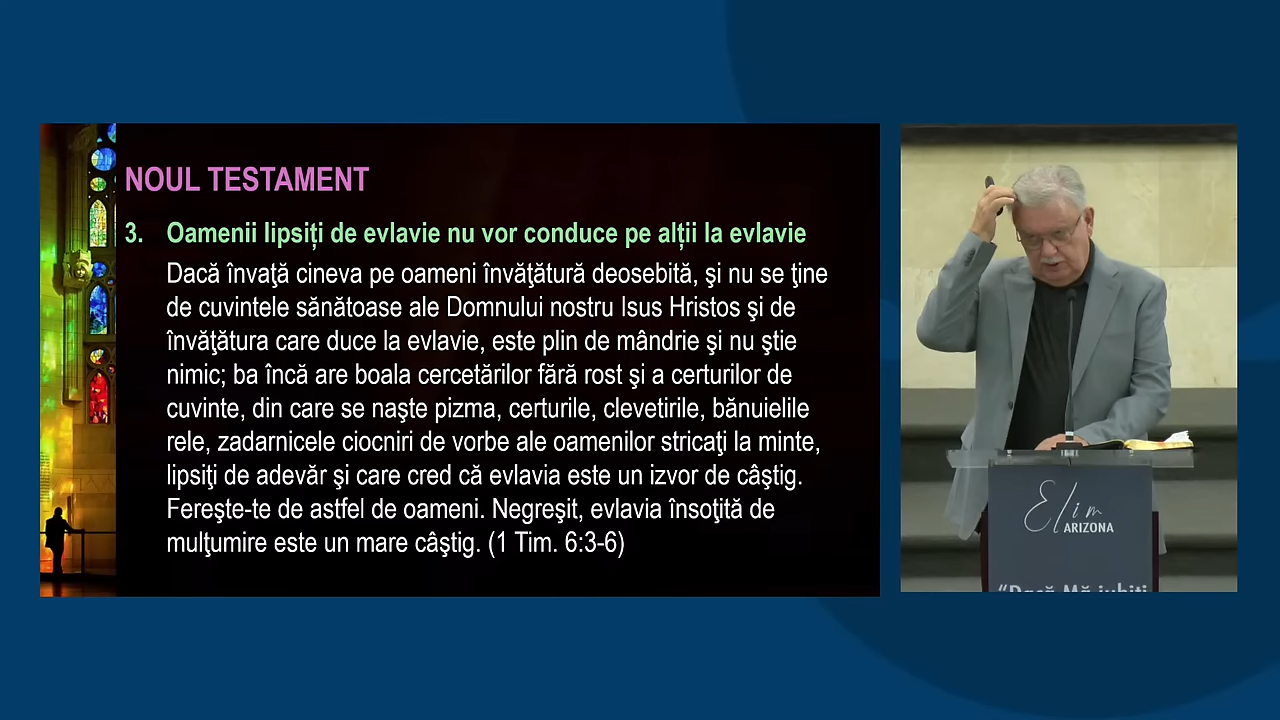 NOUL TESTAMENT
3. Oamenii lipsiți de evlavie nu vor conduce pe alții la evlavie
Dacă învaţă cineva pe oameni învăţătură deosebită, şi nu se ţine
de cuvintele sănătoase ale Domnului nostru Isus Hristos şi de
învăţătura care duce la evlavie, este plin de mândrie şi nu ştie
nimic; ba încă are boala cercetărilor fără rost şi a certurilor de
cuvinte, din care se naşte pizma, certurile, clevetirile, bănuielile
rele, zadarnicele ciocniri de vorbe ale oamenilor stricaţi la minte,
lipsiţi de adevăr şi care cred că evlavia este un izvor de câştig.
Fereşte-te de astfel de oameni. Negreşit, evlavia însoţită de
mulţumire este un mare câştig. (1 Tim. 6:3-6)
Elim
ARIZONA
“Dacă Mă iubiți